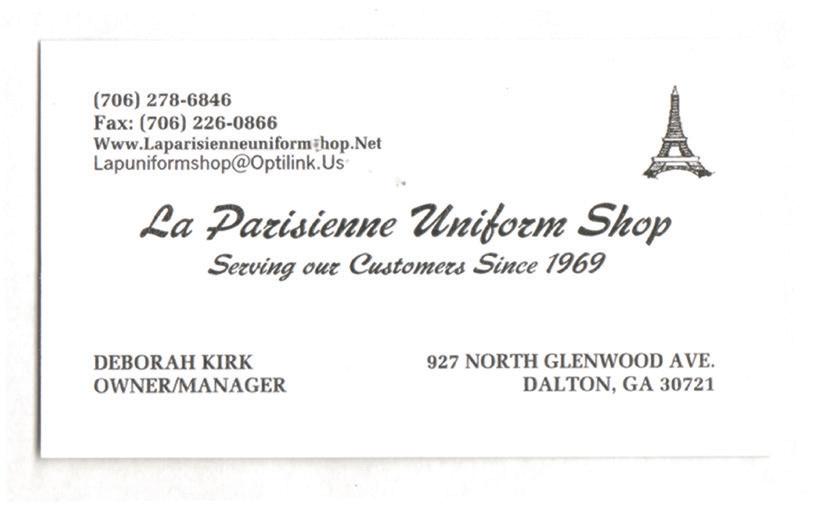 (706) 278-6846
Fax: (706) 226-0866
Www.Laparisienneuniformshop.Net
Lapuniformshop@Optilink.Us
La Parisienne Uniform Shop
Serving our Customers Since 1969
DEBORAH KIRK
OWNER/MANAGER
927 NORTH GLENWOOD AVE.
DALTON, GA 30721